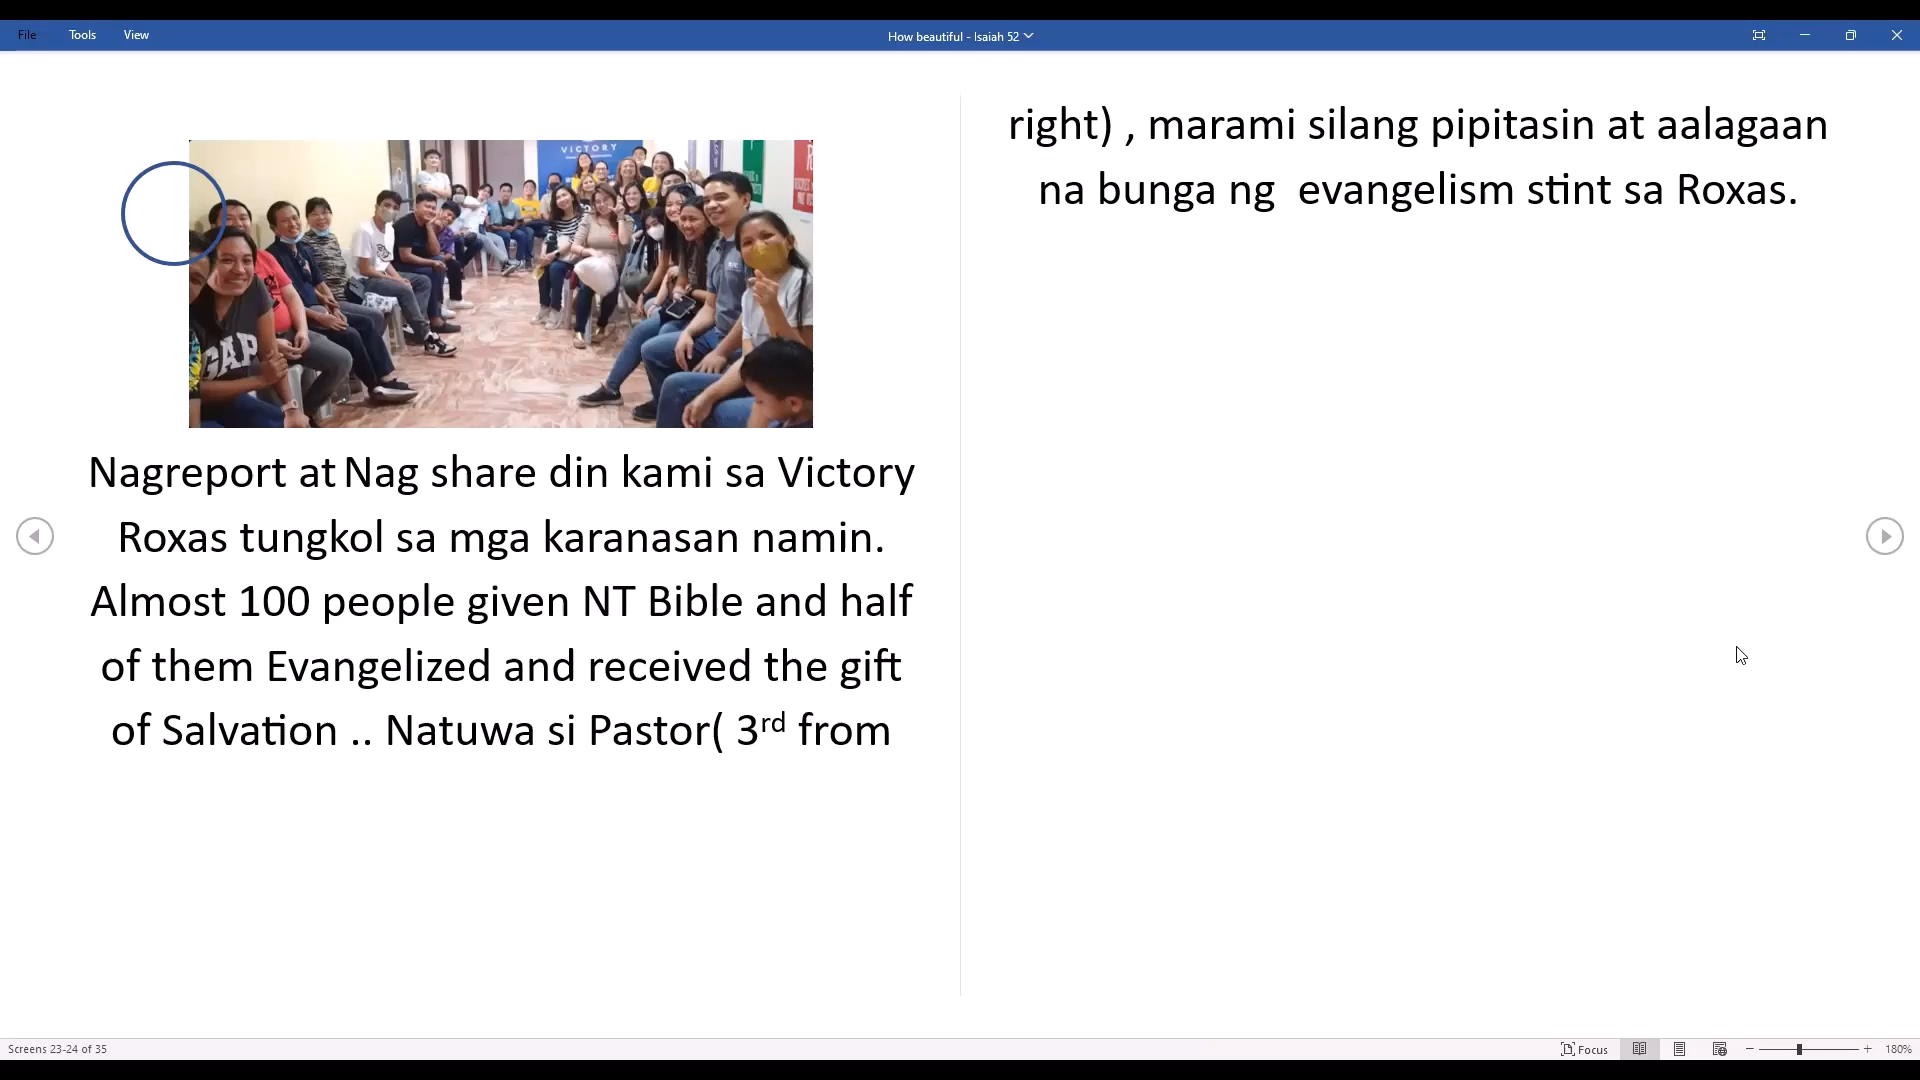 File Tools View How beautiful - Isaiah 52
VICTORY
GAP
Nagreport at Nag share din kami sa Victory
Roxas tungkol sa mga karanasan namin.
Almost 100 people given NT Bible and half
of them Evangelized and received the gift
of Salvation .. Natuwa si Pastor( 3rd from
right) , marami silang pipitasin at aalagaan
na bunga ng evangelism stint sa Roxas.
Screens 23-24 of 35 Focus 180%